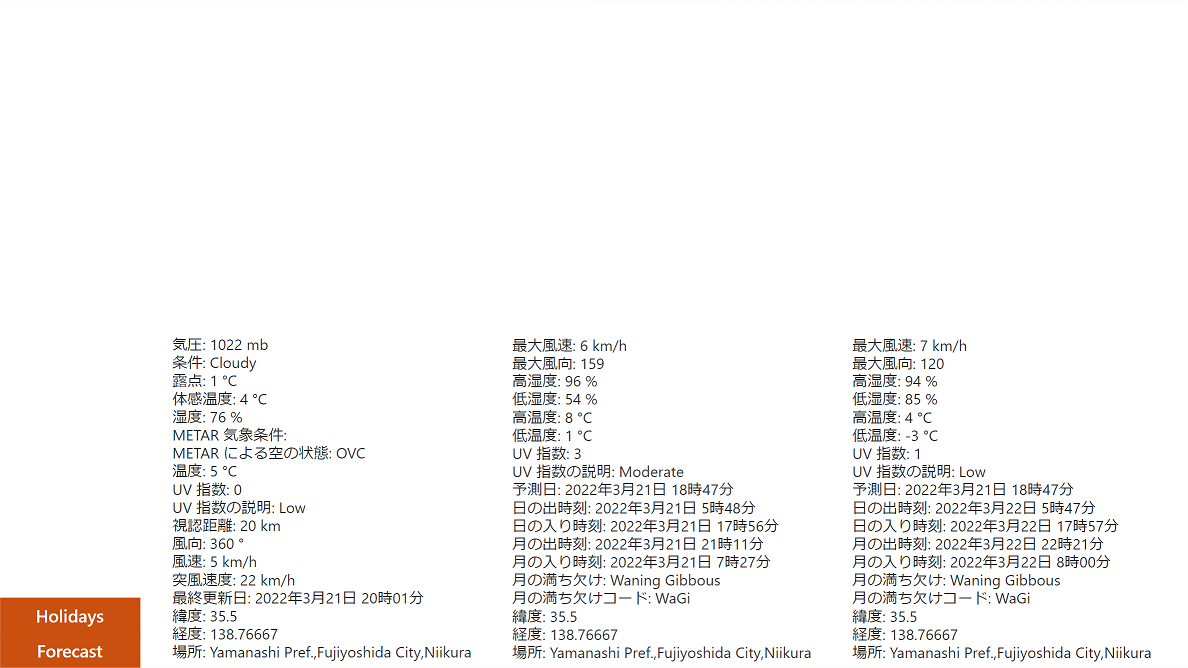 気圧: 1022 mb
条件: Cloudy
露点: 1 °C
体感温度: 4 °C
湿度: 76 %
METAR 気象条件:
METAR による空の状態: OVC
温度: 5 °C
UV 指数: 0
UV 指数の説明: Low
視認距離: 20 km
風向: 360 °
風速: 5 km/h
突風速度: 22 km/h
最終更新日: 2022年3月21日 20時01分
緯度: 35.5
経度: 138.76667
場所: Yamanashi Pref.,Fujiyoshida City,Niikura
最大風速: 6 km/h
最大風向: 159
高湿度: 96 %
低湿度: 54 %
高温度: 8 °C
低温度: 1 °C
UV 指数: 3
UV 指数の説明: Moderate
予測日: 2022年3月21日 18時47分
日の出時刻: 2022年3月21日 5時48分
日の入り時刻: 2022年3月21日 17時56分
月の出時刻: 2022年3月21日 21時11分
月の入り時刻: 2022年3月21日 7時27分
月の満ち欠け: Waning Gibbous
月の満ち欠けコード: WaGi
緯度: 35.5
経度: 138.76667
場所: Yamanashi Pref.,Fujiyoshida City,Niikura
最大風速: 7 km/h
最大風向: 120
高湿度: 94 %
低湿度: 85 %
高温度: 4 °C
低温度: -3 °C
UV 指数: 1
UV 指数の説明: Low
予測日: 2022年3月21日 18時47分
日の出時刻: 2022年3月22日 5時47分
日の入り時刻: 2022年3月22日 17時57分
月の出時刻: 2022年3月22日 22時21分
月の入り時刻: 2022年3月22日 8時00分
月の満ち欠け: Waning Gibbous
月の満ち欠けコード: WaGi
緯度: 35.5
経度: 138.76667
場所: Yamanashi Pref.,Fujiyoshida City,Niikura
Holidays
Forecast